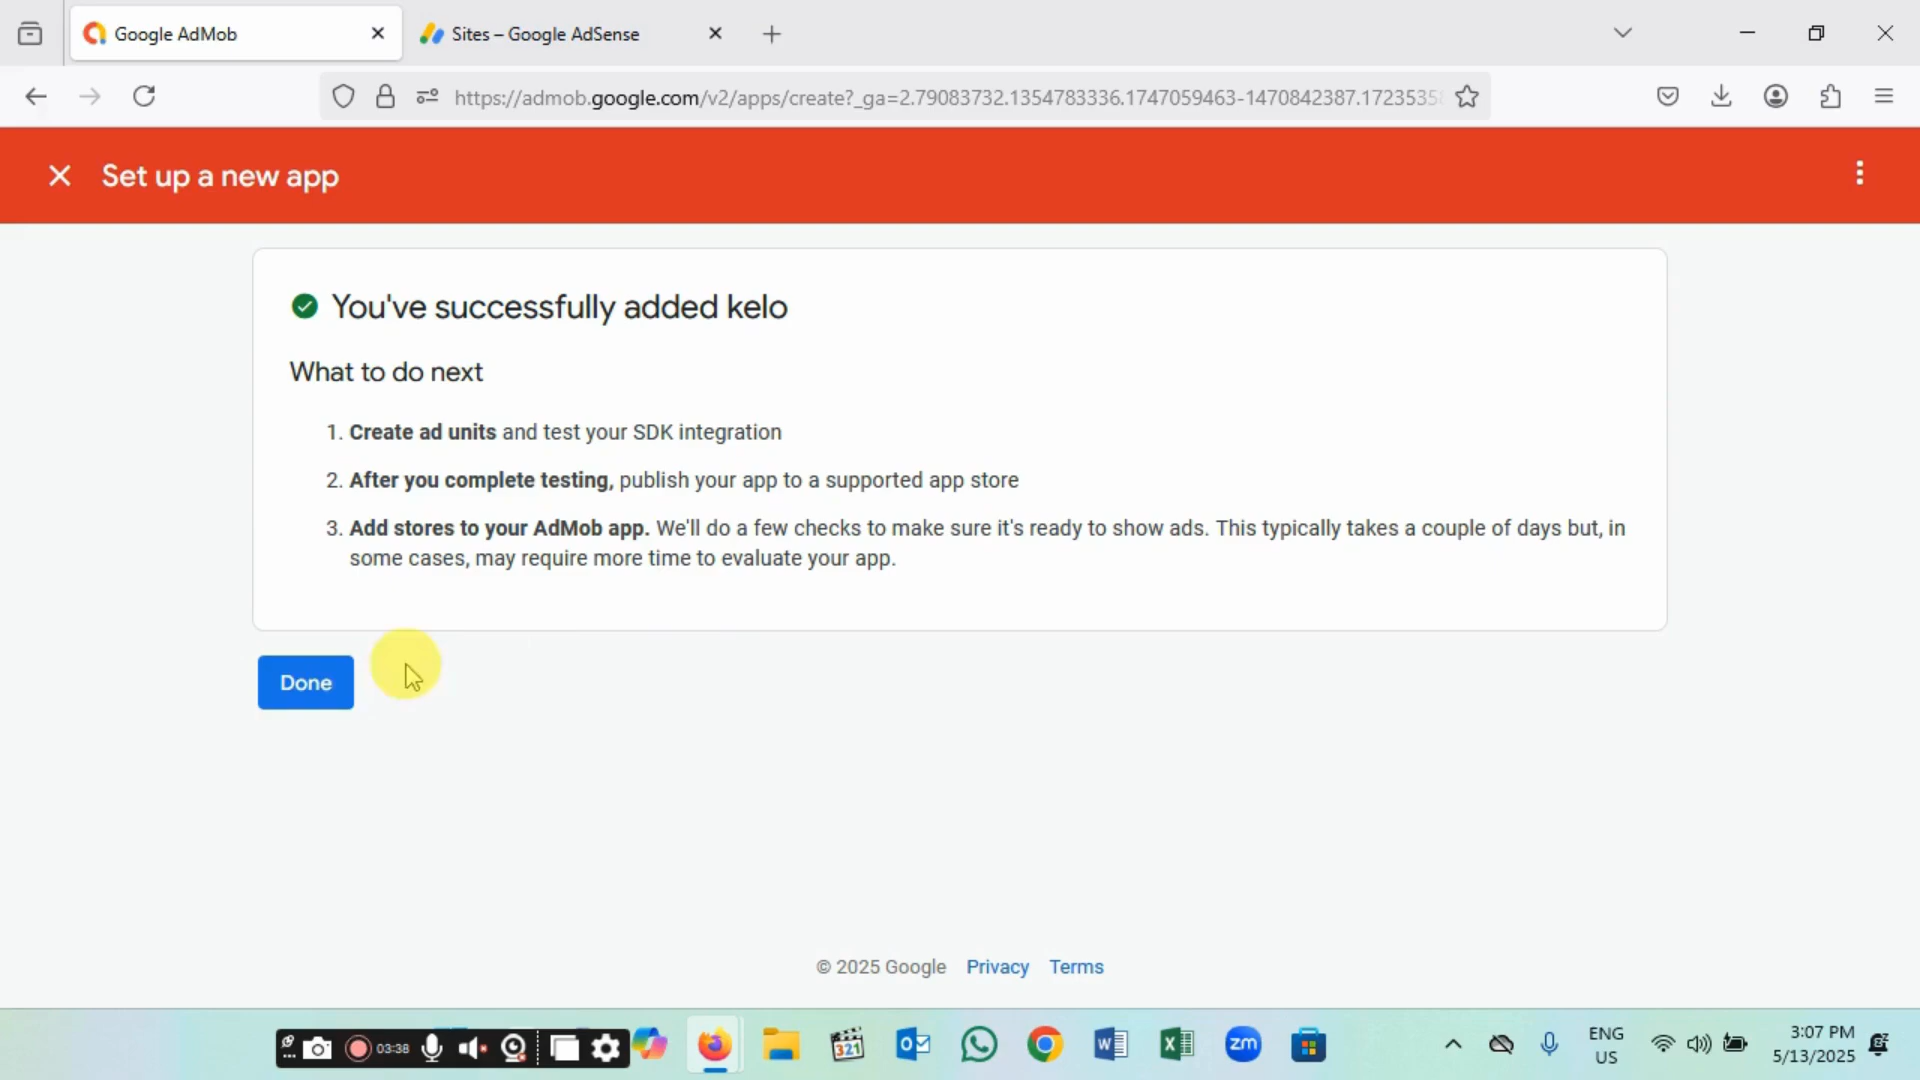 Google AdMob
Sites – Google AdSense
https://admob.google.com/v2/apps/create?_ga=2.79083732.1354783336.1747059463-1470842387.1723535
Set up a new app
You've successfully added kelo
What to do next
1. Create ad units and test your SDK integration
2. After you complete testing, publish your app to a supported app store
3. Add stores to your AdMob app. We'll do a few checks to make sure it's ready to show ads. This typically takes a couple of days but, in
some cases, may require more time to evaluate your app.
Done
© 2025 Google Privacy Terms
03:38
321
zm
ENG
US
3:07 PM
5/13/2025